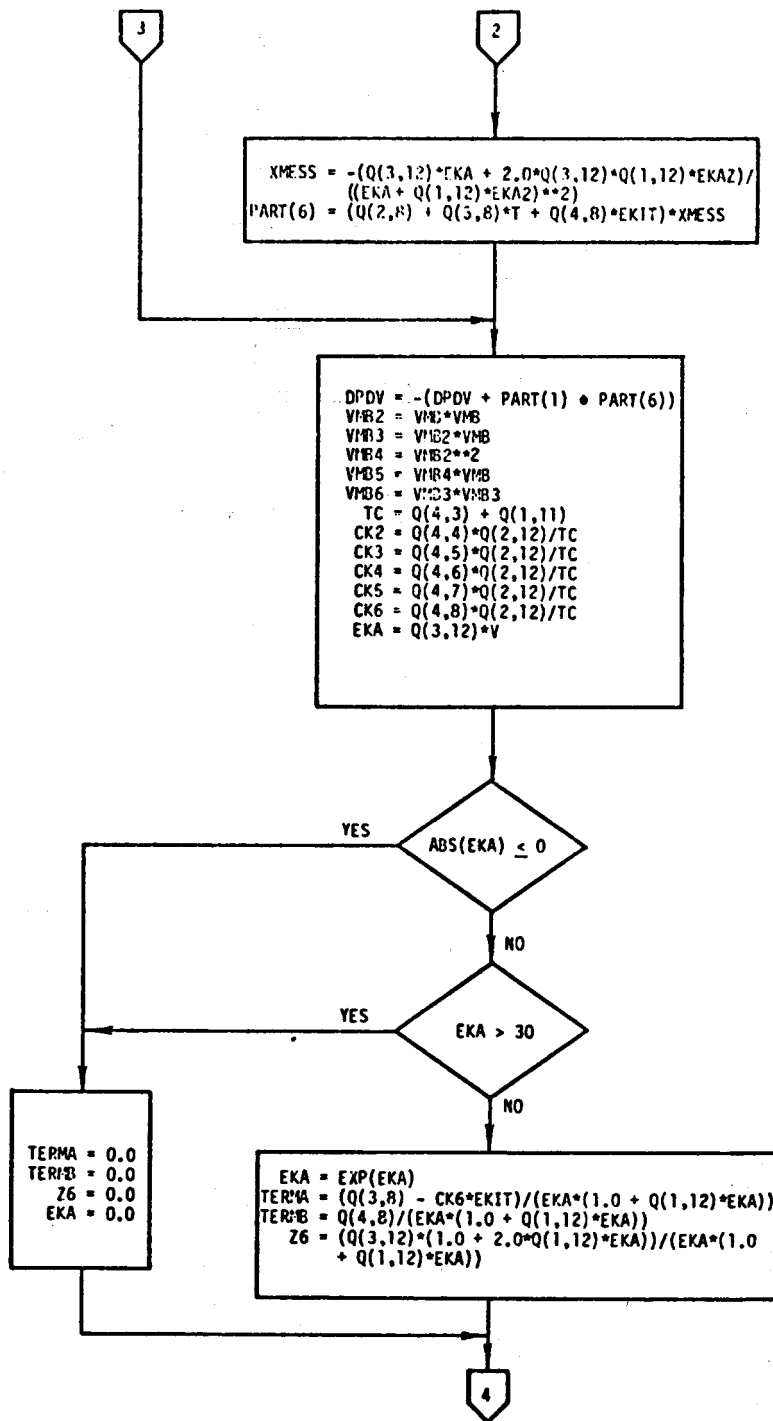 3
2
XMESS = -(Q(3,12)*EKA + 2.0*Q(3,12)*Q(1,12)*EKA2)/
((EKA + Q(1,12)*EKA2)**2)
PART(6) = (Q(2,8) + Q(3,8)*T + Q(4,8)*EKIT)*XMESS
DPDV = -(DPDV + PART(1) + PART(6))
VMB2 = VMB*VMB
VMB3 = VMB2*VMB
VMB4 = VMB2**2
VMB5 = VMB4*VMB
VMB6 = VMB3*VMB3
TC = Q(4,3) + Q(1,11)
CK2 = Q(4,4)*Q(2,12)/TC
CK3 = Q(4,5)*Q(2,12)/TC
CK4 = Q(4,6)*Q(2,12)/TC
CK5 = Q(4,7)*Q(2,12)/TC
CK6 = Q(4,8)*Q(2,12)/TC
EKA = Q(3,12)*V
YES
ABS(EKA) ≤ 0
NO
YES
EKA > 30
NO
TERMA = 0.0
TERMB = 0.0
Z6 = 0.0
EKA = 0.0
EKA = EXP(EKA)
TERMA = (Q(3,8) - CK6*EKIT)/(EKA*(1.0 + Q(1,12)*EKA))
TERMB = Q(4,8)/(EKA*(1.0 + Q(1,12)*EKA))
Z6 = (Q(3,12)*(1.0 + 2.0*Q(1,12)*EKA))/(EKA*(1.0
+ Q(1,12)*EKA))
4